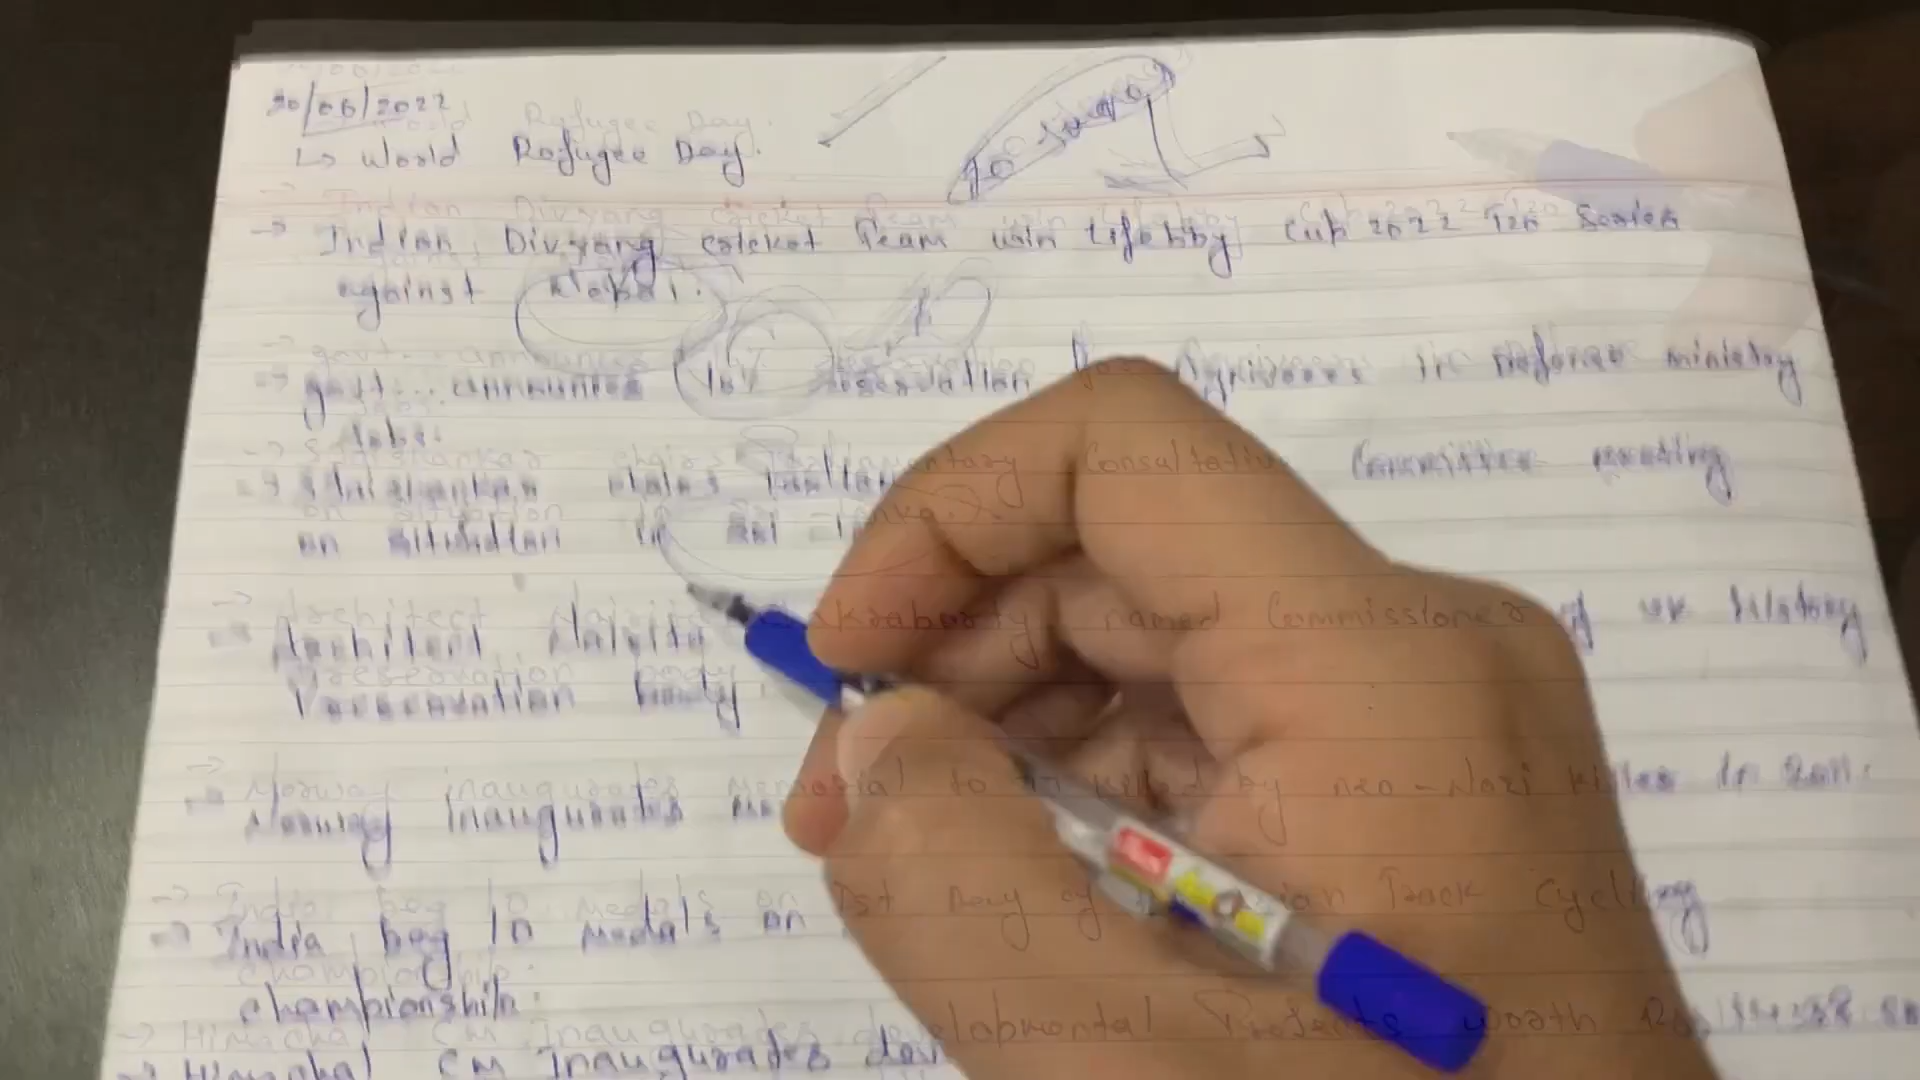 20/06/2022
↳ World Refugee Day.
→ Indian Divyang cricket Team win Lifebby Cup 2022 T20 Series
against Nepal.
→ govt... announces 10% reservation for Agniveers in Defence ministry
Jobs.
→ S Jaishankar chairs Parliamentary Consultative Committee meeting
on situation in Sri-Lanka.
→ Architect Chakraborty named Commissioner of UK history
Preservation body
→ Norway inaugurates memorial to killed by neo-Nazi killer in 2011.
→ India bag 10 medals on 1st Day of Asian Track Cycling
championship.
→ Himachal CM Inaugurates developmental Projects worth Rs